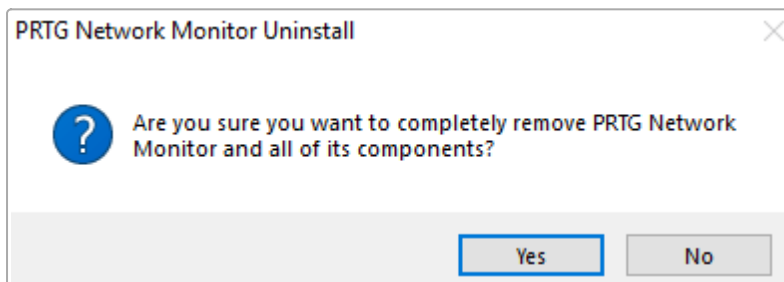 PRTG Network Monitor Uninstall
Are you sure you want to completely remove PRTG Network
Monitor and all of its components?
Yes
No